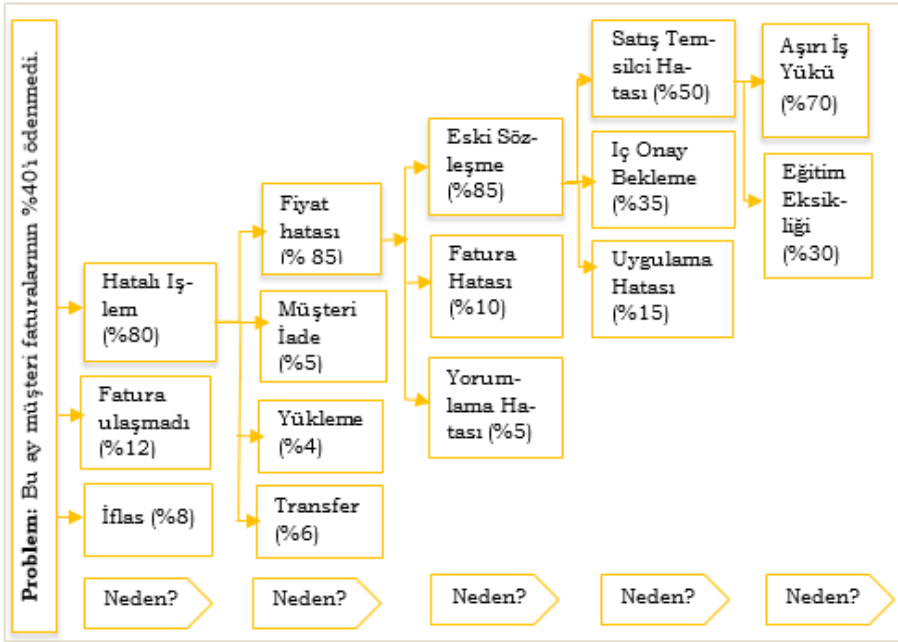 Problem: Bu ay müşteri faturalarının %40'ı ödenmedi.
Hatalı Iş-
lem
(%80)
Fatura
ulaşmadı
(%12)
İflas (%8)
Fiyat
hatası
(% 85)
Müşteri
İade
(%5)
Yükleme
(%4)
Transfer
(%6)
Eski Söz-
leşme
(%85)
Fatura
Hatası
(%10)
Yorum-
lama Ha-
tası (%5)
Satış Tem-
silci Ha-
tası (%50)
Iç Onay
Bekleme
(%35)
Uygulama
Hatası
(%15)
Aşırı İş
Yükü
(%70)
Eğitim
Eksik-
liği
(%30)
Neden?
Neden?
Neden?
Neden?
Neden?